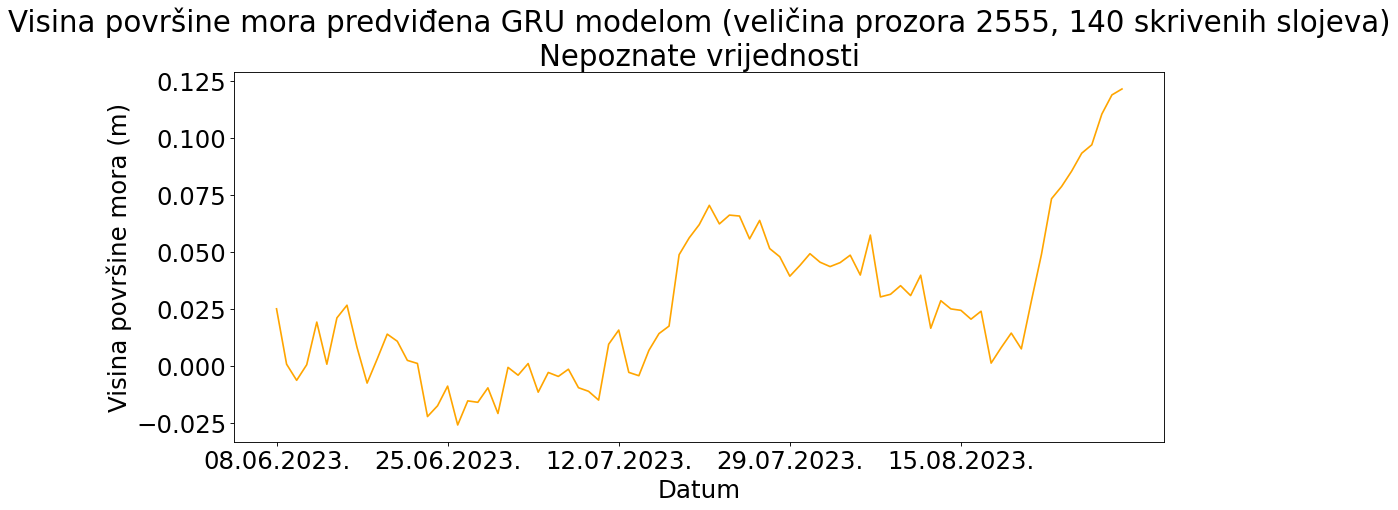 Visina površine mora predviđena GRU modelom (veličina prozora 2555, 140 skrivenih slojeva)
Nepoznate vrijednosti
Visina površine mora (m)
0.125
0.100
0.075
0.050
0.025
0.000
−0.025
08.06.2023. 25.06.2023. 12.07.2023. 29.07.2023. 15.08.2023.
Datum